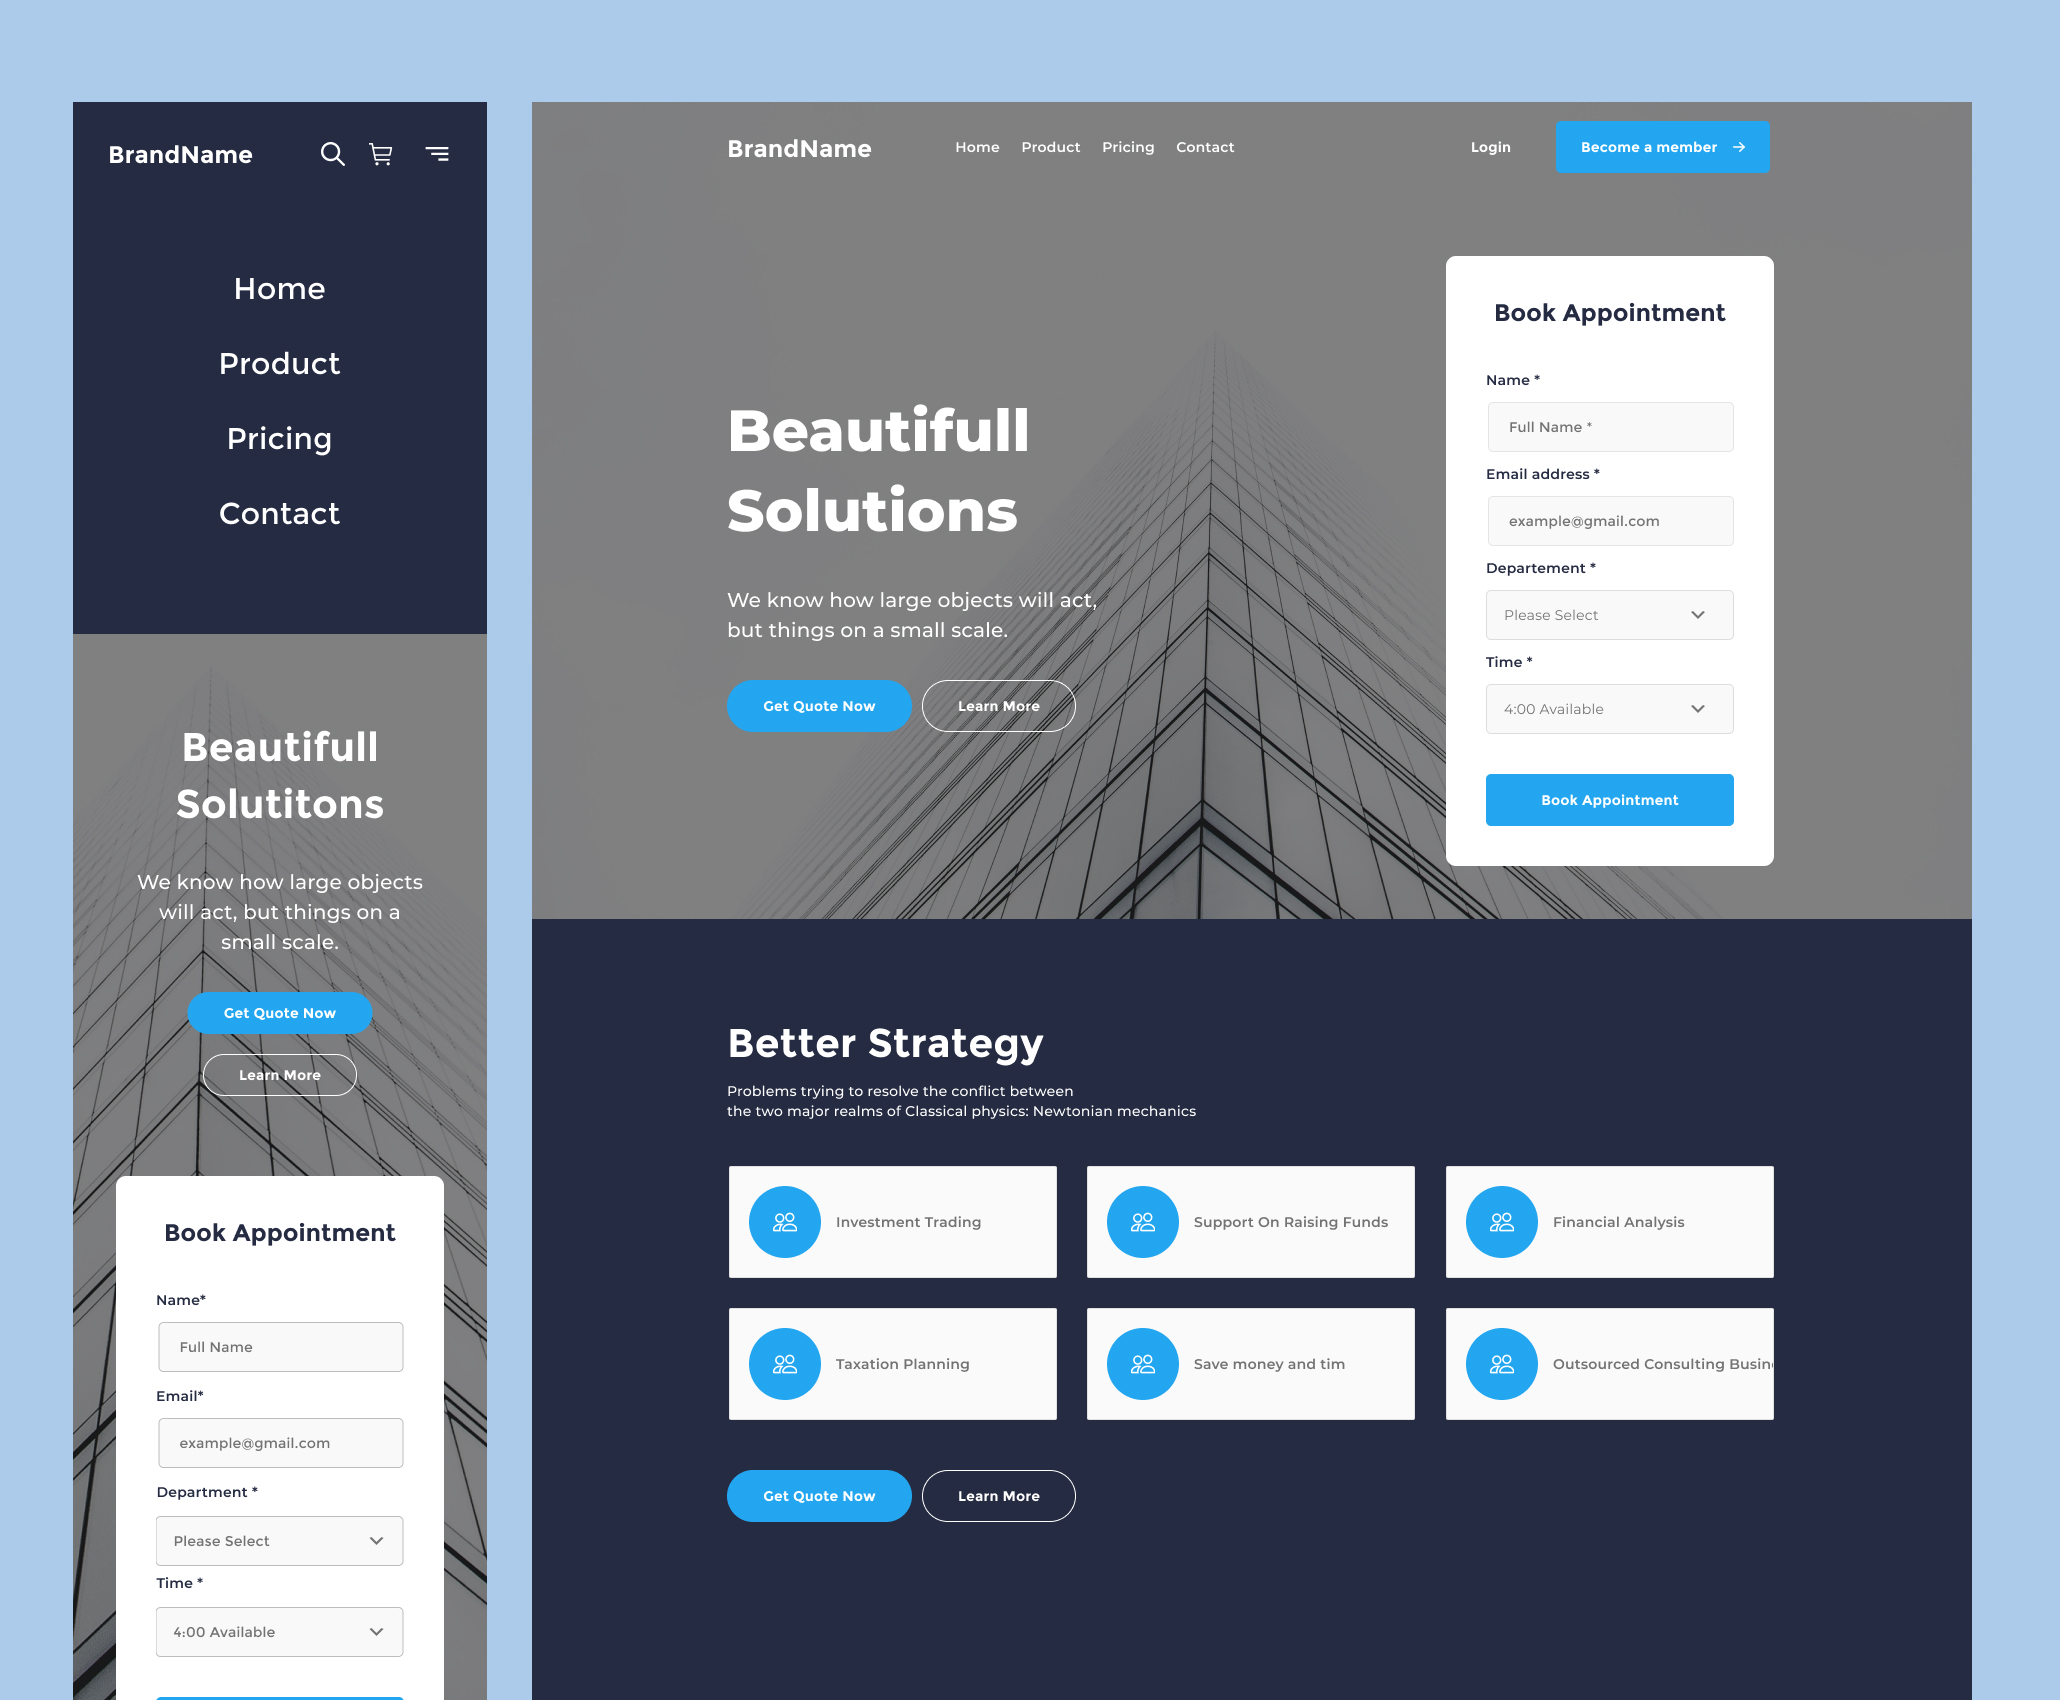 BrandName
Home
Product
Pricing
Contact
Beautifull
Solutitons
We know how large objects
will act, but things on a
small scale.
Get Quote Now
Learn More
Book Appointment
Name*
Full Name
Email*
example@gmail.com
Department *
Please Select
Time *
4:00 Available
BrandName
Home Product Pricing Contact
Login
Become a member
Beautifull
Solutions
We know how large objects will act,
but things on a small scale.
Get Quote Now
Learn More
Book Appointment
Name *
Full Name *
Email address *
example@gmail.com
Departement *
Please Select
Time *
4:00 Available
Book Appointment
Better Strategy
Problems trying to resolve the conflict between
the two major realms of Classical physics: Newtonian mechanics
Investment Trading
Support On Raising Funds
Financial Analysis
Taxation Planning
Save money and tim
Outsourced Consulting
Get Quote Now
Learn More